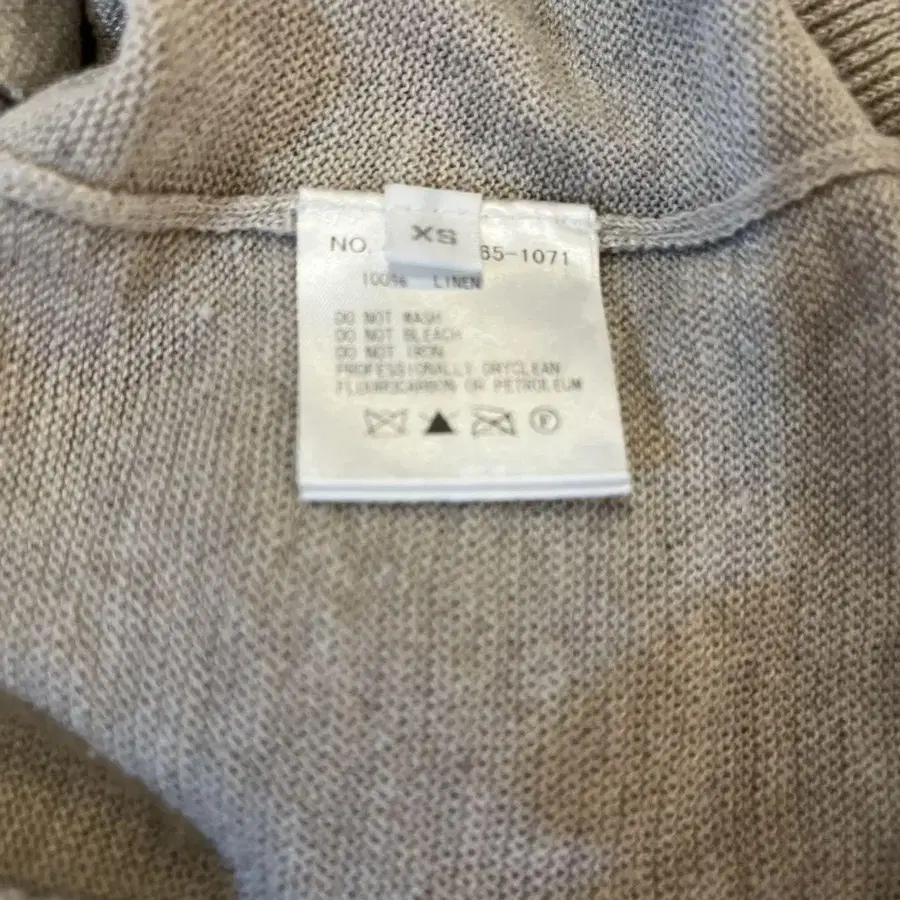 XS
NO. 85-1071
100% LINEN
DO NOT WASH
DO NOT BLEACH
DO NOT IRON
PROFESSIONALLY DRYCLEAN
FLUOROCARBON OR PETROLEUM
F